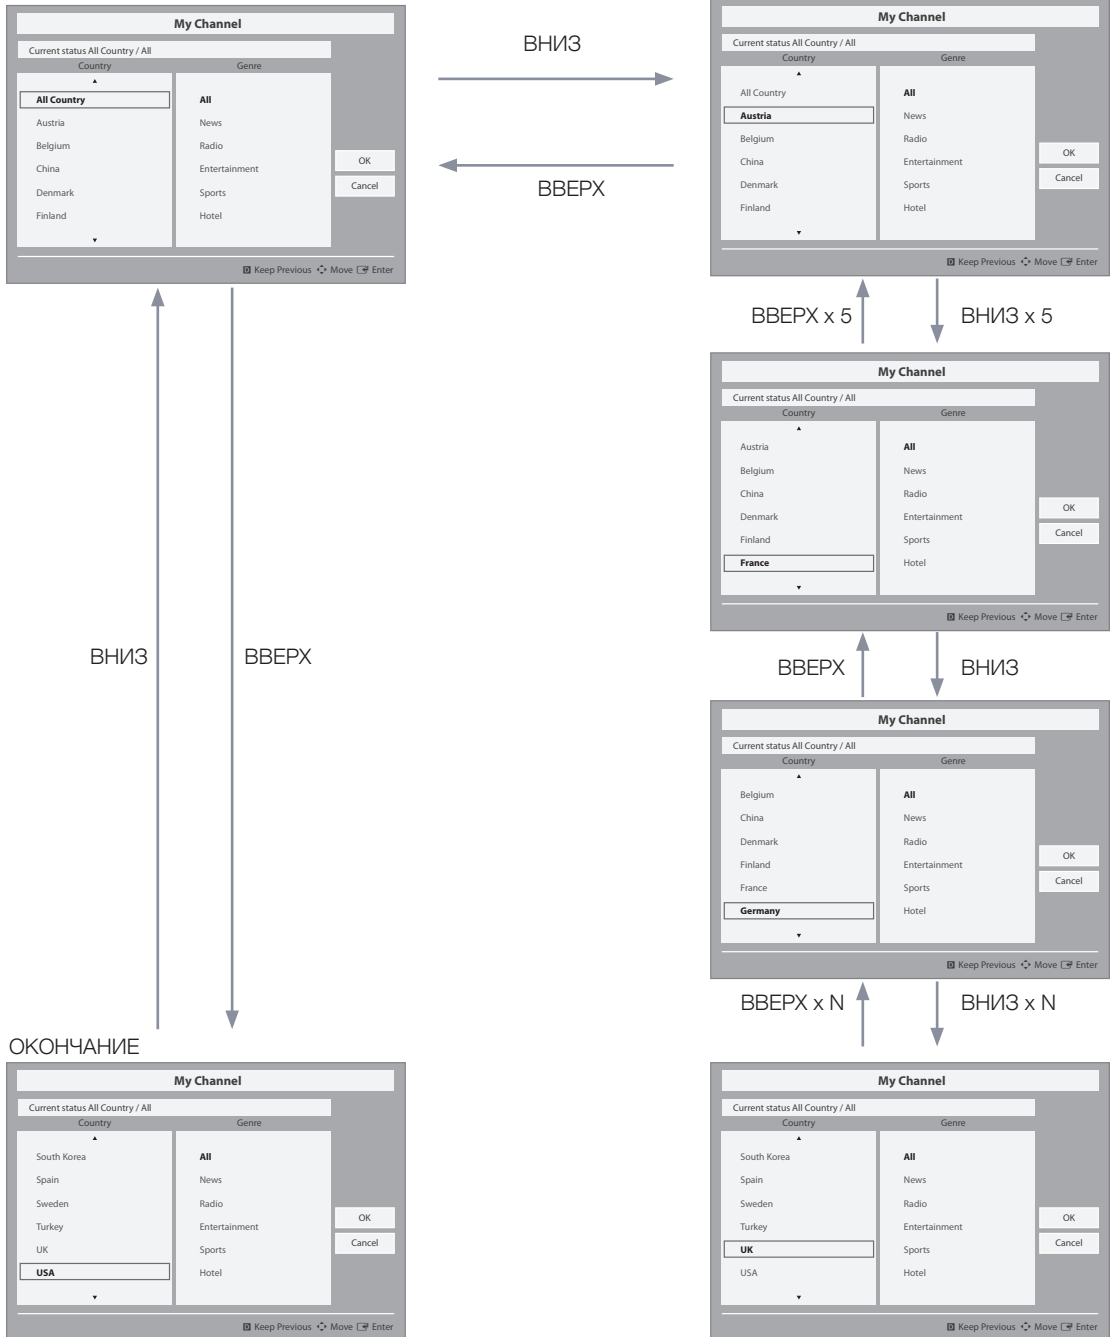 My Channel
Current status All Country / All
Country Genre
All Country All
Austria News
Belgium Radio
China Entertainment
Denmark Sports
Finland Hotel
OK
Cancel
D Keep Previous Move Enter
ВНИЗ
ВВЕРХ
My Channel
Current status All Country / All
Country Genre
All Country All
Austria News
Belgium Radio
China Entertainment
Denmark Sports
Finland Hotel
OK
Cancel
D Keep Previous Move Enter
ВВЕРХ x 5 ВНИЗ x 5
My Channel
Current status All Country / All
Country Genre
Austria All
Belgium News
China Radio
Denmark Entertainment
Finland Sports
France Hotel
OK
Cancel
D Keep Previous Move Enter
ВНИЗ ВВЕРХ
ВВЕРХ ВНИЗ
My Channel
Current status All Country / All
Country Genre
Belgium All
China News
Denmark Radio
Finland Entertainment
France Sports
Germany Hotel
OK
Cancel
D Keep Previous Move Enter
ВВЕРХ x N ВНИЗ x N
ОКОНЧАНИЕ
My Channel
Current status All Country / All
Country Genre
South Korea All
Spain News
Sweden Radio
Turkey Entertainment
UK Sports
USA Hotel
OK
Cancel
D Keep Previous Move Enter
My Channel
Current status All Country / All
Country Genre
South Korea All
Spain News
Sweden Radio
Turkey Entertainment
UK Sports
USA Hotel
OK
Cancel
D Keep Previous Move Enter